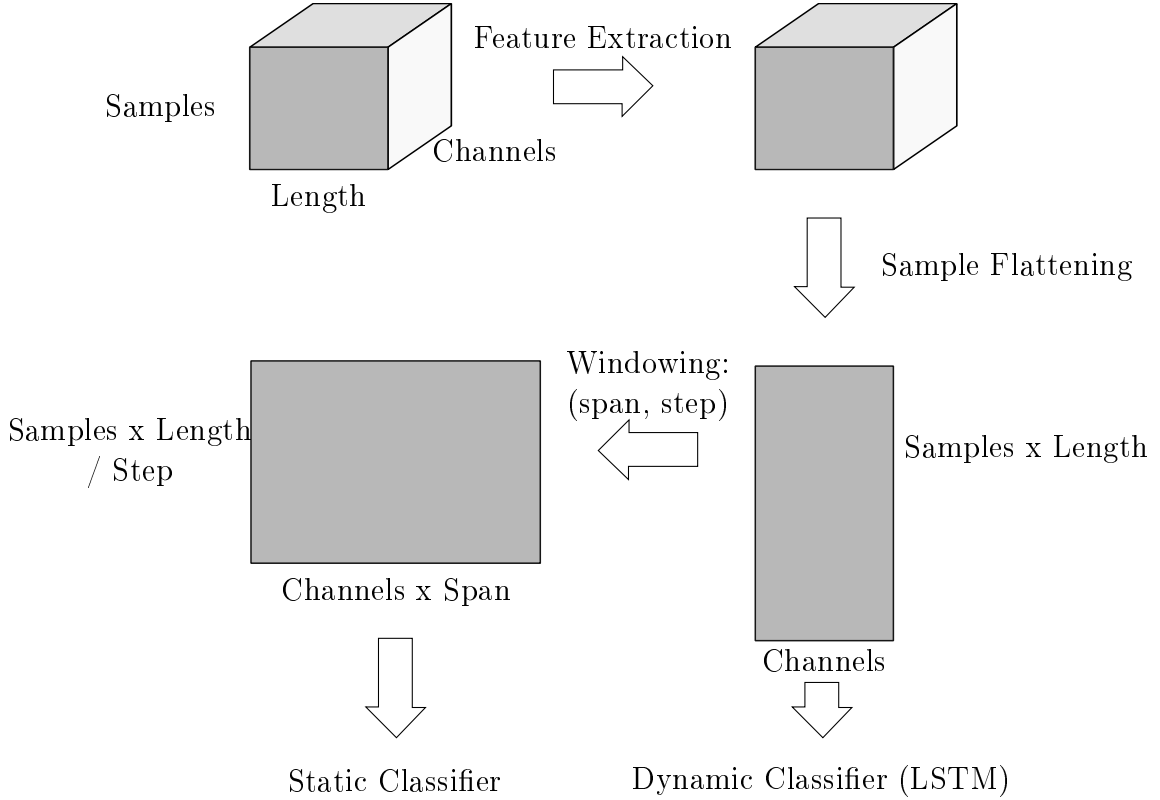 Feature Extraction
Samples
Channels
Length
Sample Flattening
Windowing:
(span, step)
Samples x Length
/ Step
Samples x Length
Channels x Span
Channels
Static Classifier
Dynamic Classifier (LSTM)